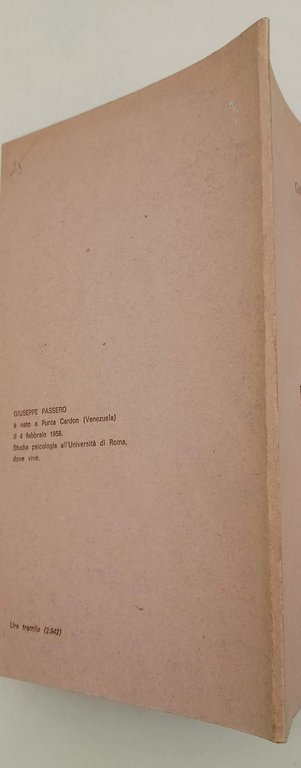 GIUSEPPE PASSERO
è nato a Punta Cardon (Venezuela)
il 4 febbraio 1958.
Studia psicologia all'Università di Roma,
dove vive.
Lire tremila (2.842)